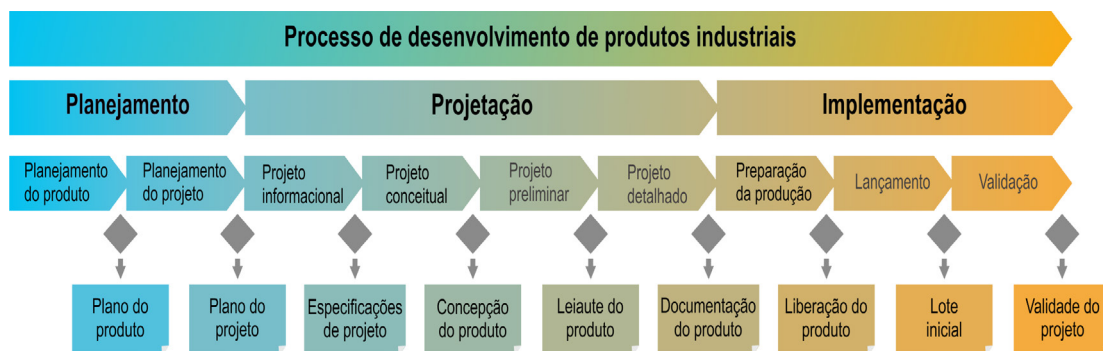 Processo de desenvolvimento de produtos industriais
Planejamento
Projetação
Implementação
Planejamento
do produto
Planejamento
do projeto
Projeto
informacional
Projeto
conceitual
Projeto
preliminar
Projeto
detalhado
Preparação
da produção
Lançamento
Validação
Plano do
produto
Plano do
projeto
Especificações
de projeto
Concepção
do produto
Leiaute do
produto
Documentação
do produto
Liberação do
produto
Lote
inicial
Validade do
projeto